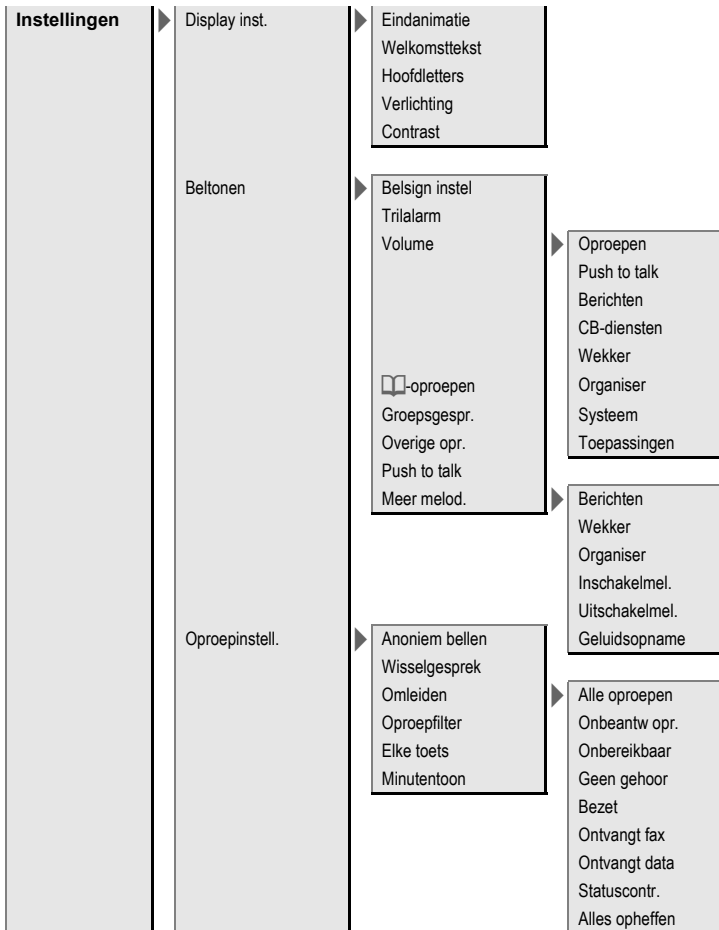 Instellingen Display inst. Eindanimatie
Welkomsttekst
Hoofdletters
Verlichting
Contrast
Beltonen Belsign instel
Trilalarm
Volume Oproepen
Push to talk
Berichten
CB-diensten
Wekker
-oproepen Organiser
Groepsgespr. Systeem
Overige opr. Toepassingen
Push to talk
Meer melod. Berichten
Wekker
Organiser
Inschakelmel.
Uitschakelmel.
Oproepinstell. Anoniem bellen Geluidsopname
Wisselgesprek
Omleiden Alle oproepen
Oproepfilter Onbeantw opr.
Elke toets Onbereikbaar
Minutentoon Geen gehoor
Bezet
Ontvangt fax
Ontvangt data
Statuscontr.
Alles opheffen